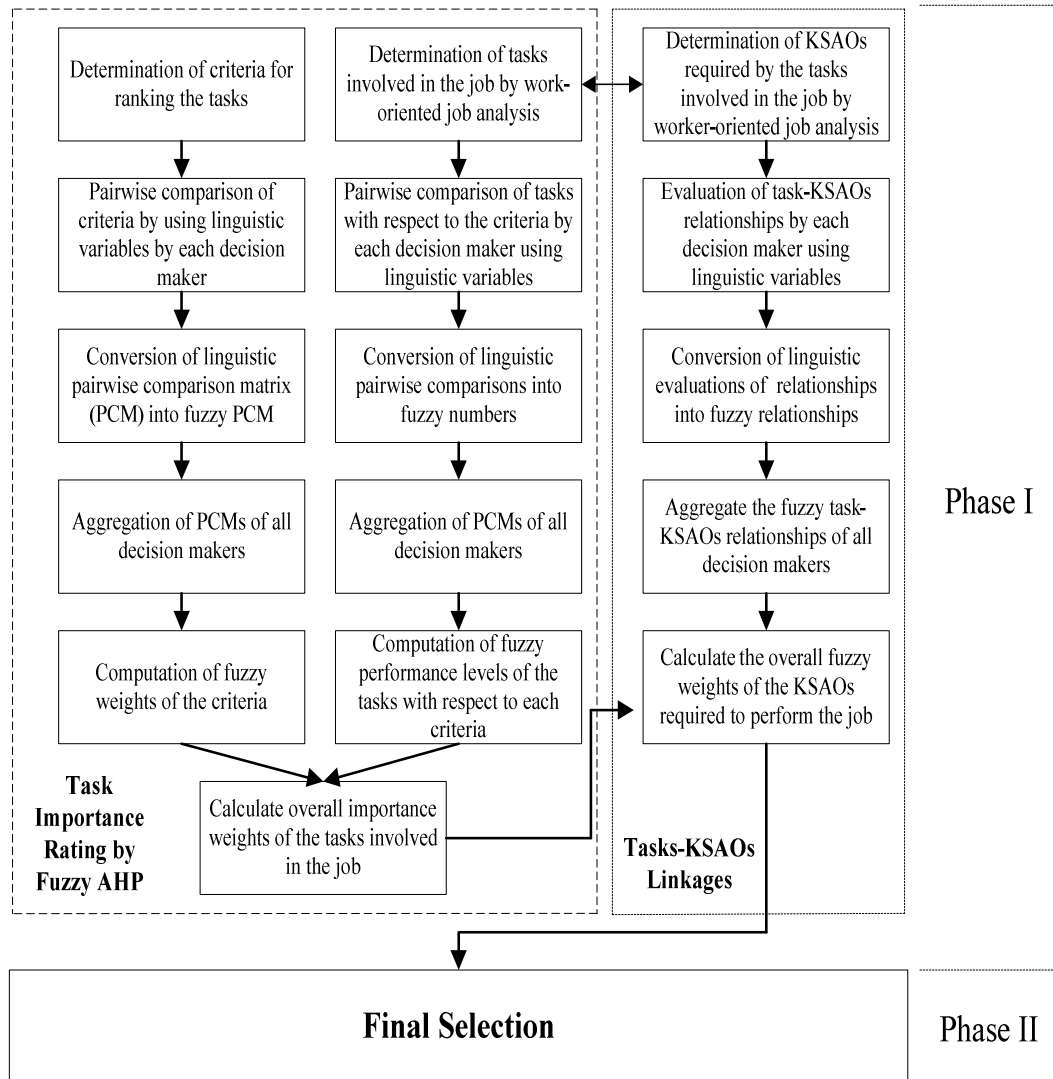 Determination of criteria for
ranking the tasks
Pairwise comparison of
criteria by using linguistic
variables by each decision
maker
Conversion of linguistic
pairwise comparison matrix
(PCM) into fuzzy PCM
Aggregation of PCMs of all
decision makers
Computation of fuzzy
weights of the criteria
Determination of tasks
involved in the job by work-
oriented job analysis
Pairwise comparison of tasks
with respect to the criteria by
each decision maker using
linguistic variables
Conversion of linguistic
pairwise comparisons into
fuzzy numbers
Aggregation of PCMs of all
decision makers
Computation of fuzzy
performance levels of the
tasks with respect to each
criteria
Calculate overall importance
weights of the tasks involved
in the job
Task
Importance
Rating by
Fuzzy AHP
Determination of KSAOs
required by the tasks
involved in the job by
worker-oriented job analysis
Evaluation of task-KSAOs
relationships by each
decision maker using
linguistic variables
Conversion of linguistic
evaluations of relationships
into fuzzy relationships
Aggregate the fuzzy task-
KSAOs relationships of all
decision makers
Calculate the overall fuzzy
weights of the KSAOs
required to perform the job
Tasks-KSAOs
Linkages
Phase I
Final Selection
Phase II